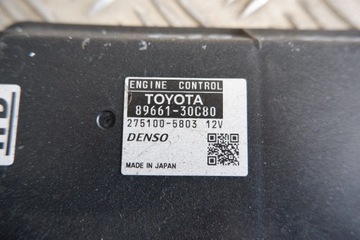 ENGINE CONTROL
TOYOTA
89661-30C80
275100-5803 12V
DENSO
MADE IN JAPAN